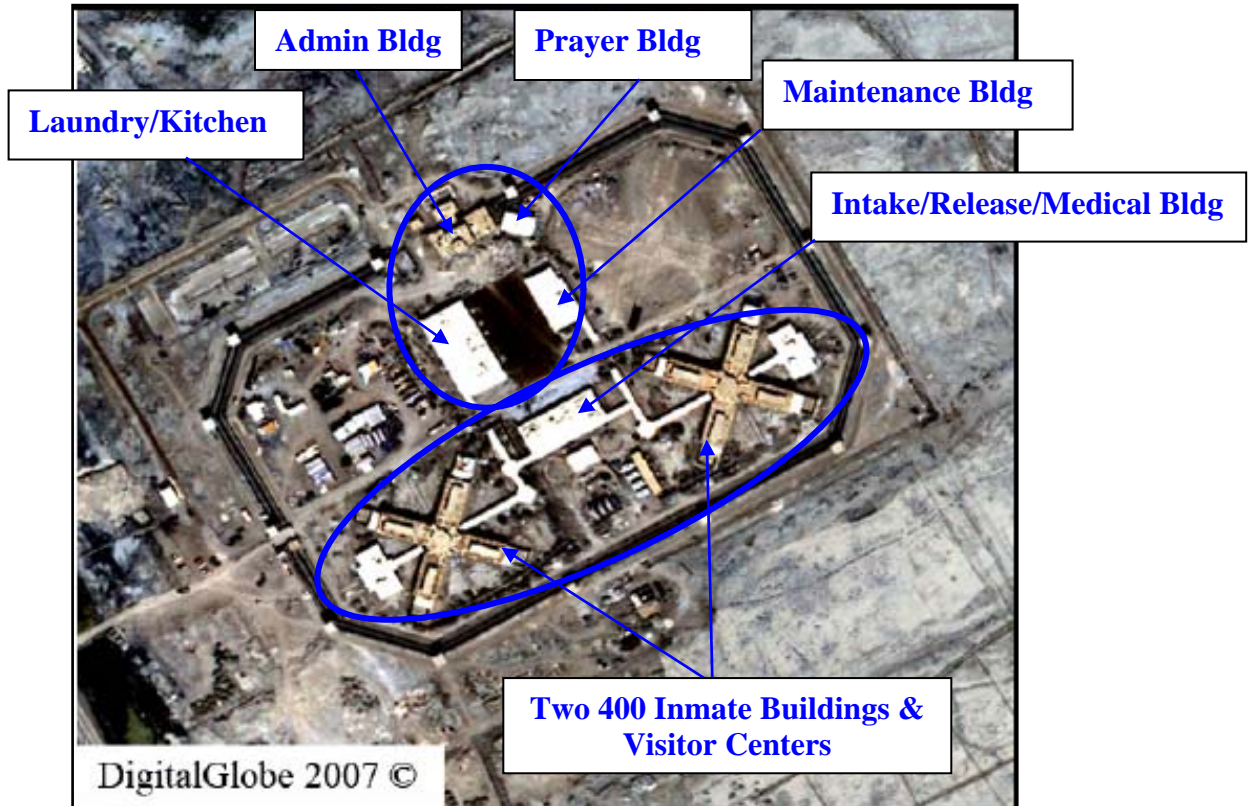 Admin Bldg
Prayer Bldg
Maintenance Bldg
Laundry/Kitchen
Intake/Release/Medical Bldg
Two 400 Inmate Buildings &
Visitor Centers
DigitalGlobe 2007 ©